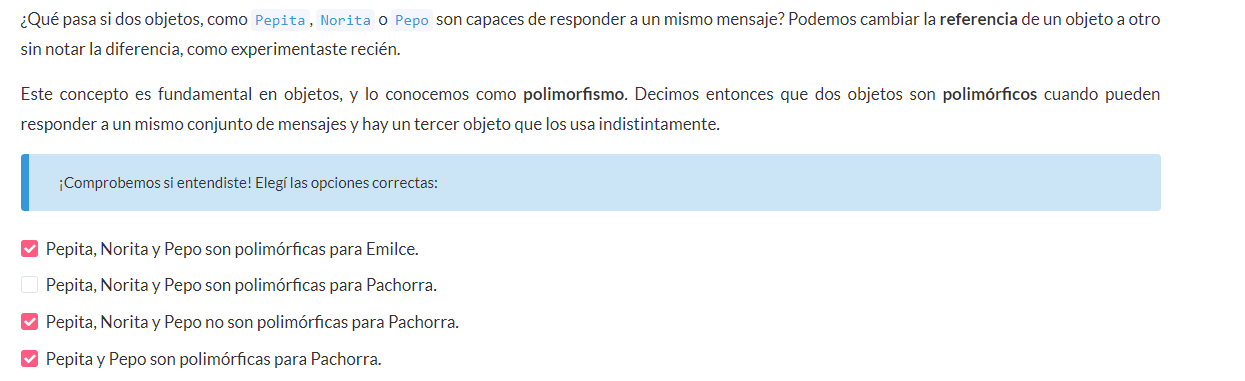 ¿Qué pasa si dos objetos, como Pepita, Norita o Pepo son capaces de responder a un mismo mensaje? Podemos cambiar la referencia de un objeto a otro
sin notar la diferencia, como experimentaste recién.
Este concepto es fundamental en objetos, y lo conocemos como polimorfismo. Decimos entonces que dos objetos son polimórficos cuando pueden
responder a un mismo conjunto de mensajes y hay un tercer objeto que los usa indistintamente.
¡Comprobemos si entendiste! Elegí las opciones correctas:
Pepita, Norita y Pepo son polimórficas para Emilce.
Pepita, Norita y Pepo son polimórficas para Pachorra.
Pepita, Norita y Pepo no son polimórficas para Pachorra.
Pepita y Pepo son polimórficas para Pachorra.